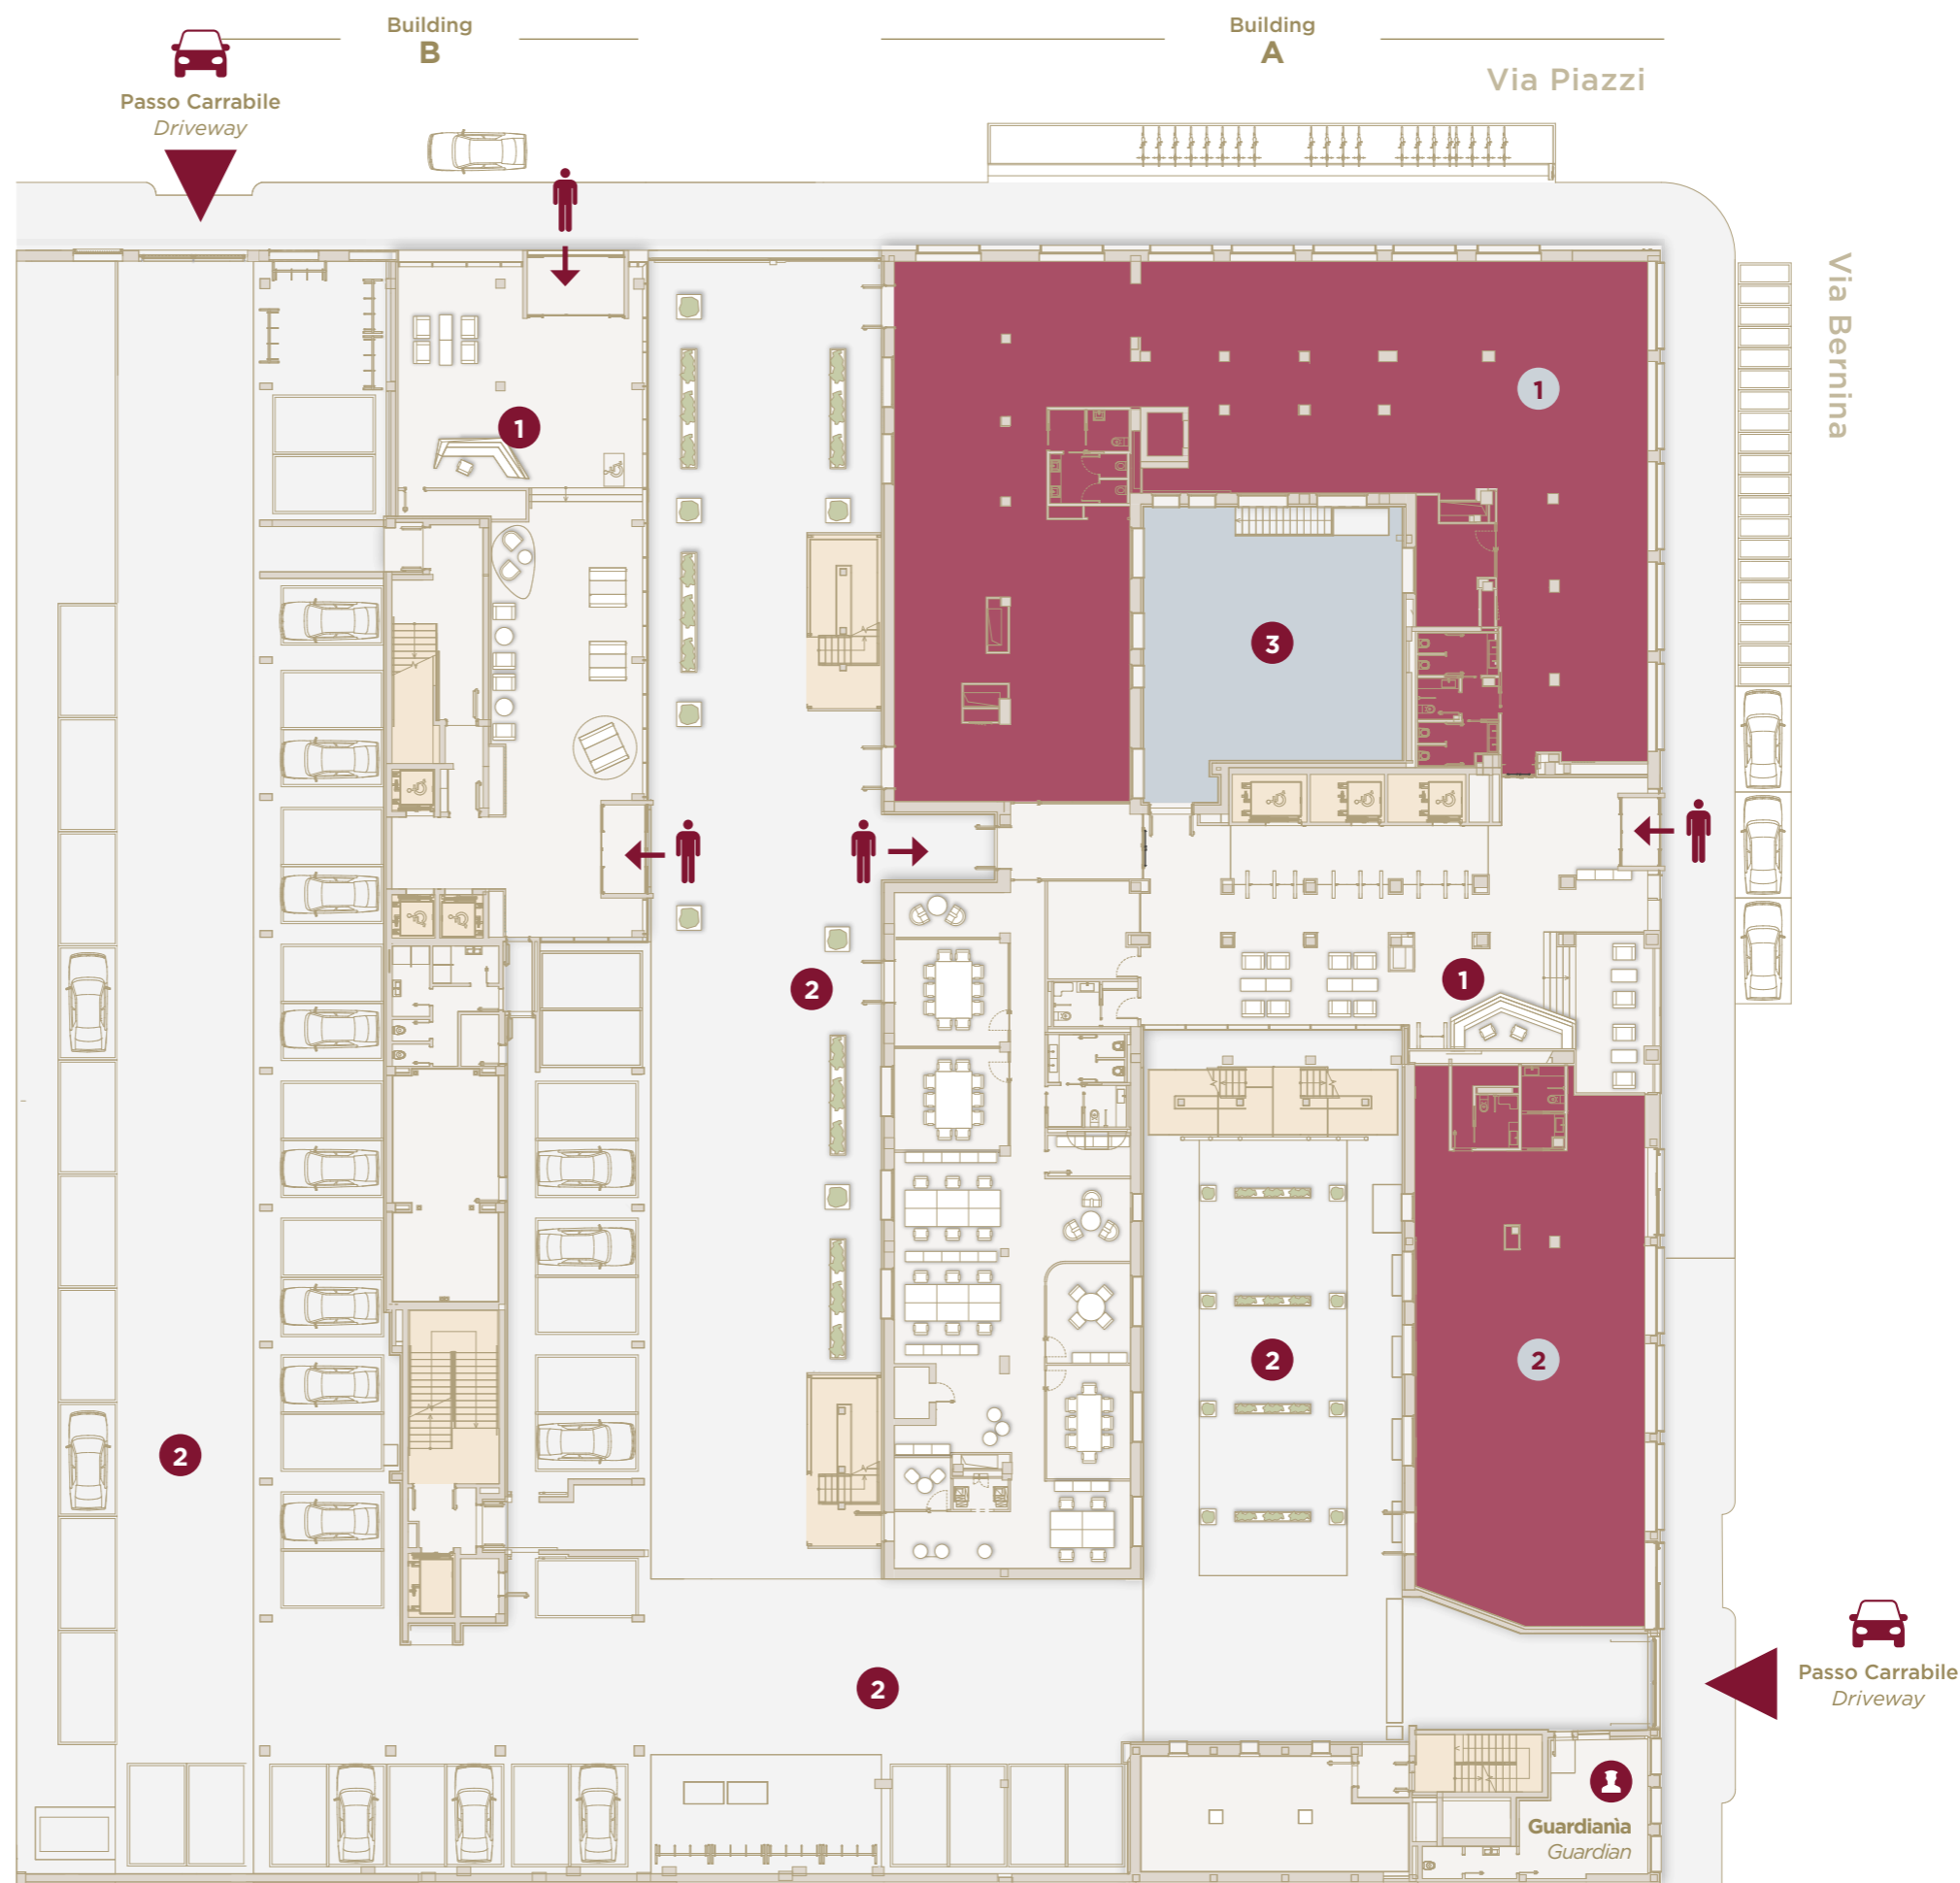 Building
B
Building
A
Via Piazzi
Passo Carrabile
Driveway
Via Bernina
1
1
3
1
2
2
2
2
2
Passo Carrabile
Driveway
Guardianìa
Guardian